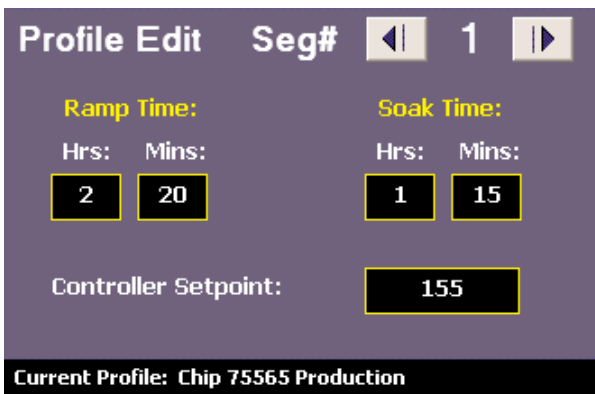 Profile Edit Seg# 1
Ramp Time: Soak Time:
Hrs: Mins: Hrs: Mins:
2 20 1 15
Controller Setpoint: 155
Current Profile: Chip 75565 Production